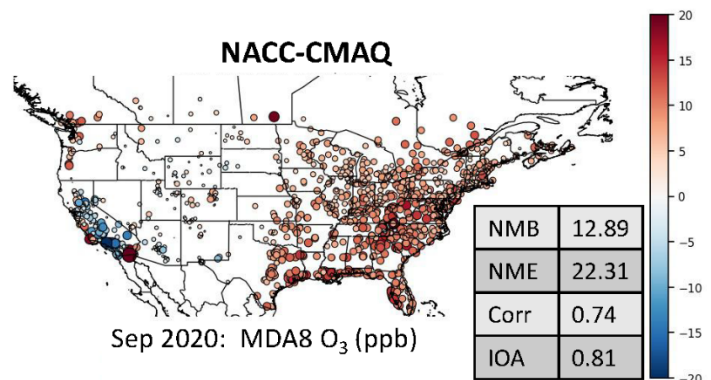 NACC-CMAQ
20
15
10
5
0
−5
−10
−15
−20
NMB 12.89
NME 22.31
Corr 0.74
IOA 0.81
Sep 2020: MDA8 O₃ (ppb)